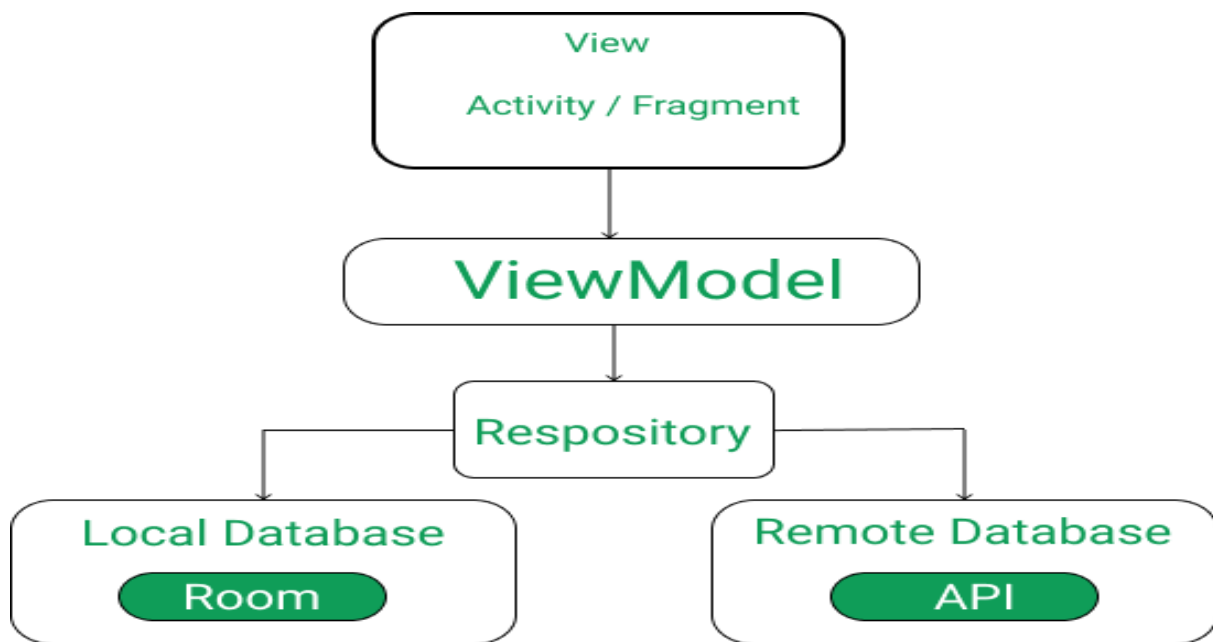 View
Activity / Fragment
ViewModel
Respository
Local Database
Room
Remote Database
API